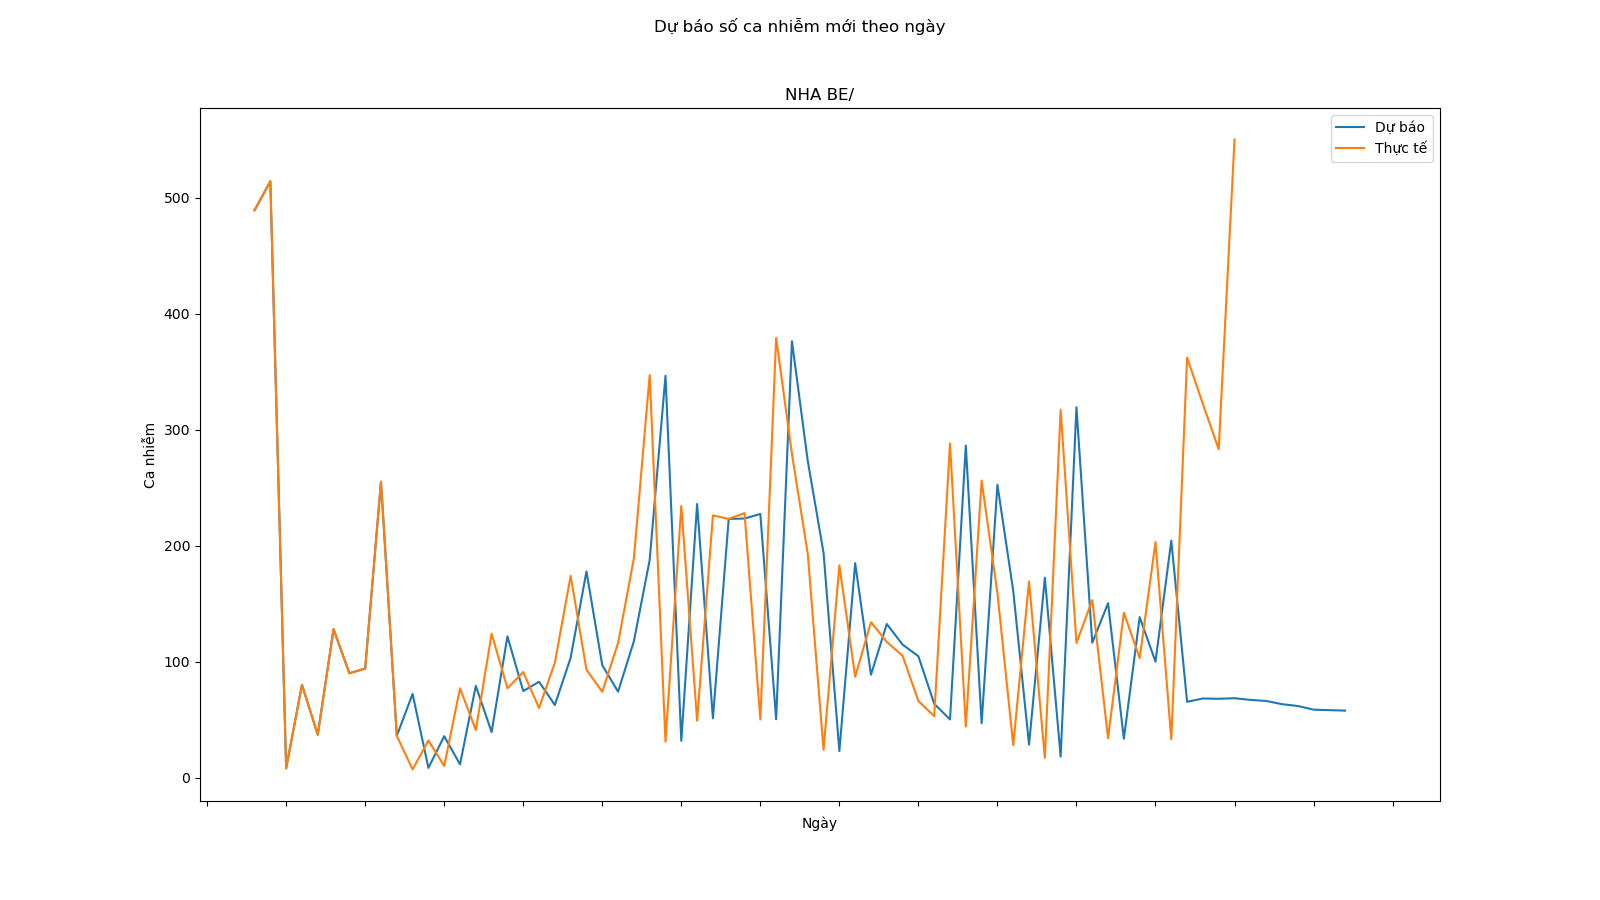 Dự báo số ca nhiễm mới theo ngày
NHA BE/
Dự báo
Thực tế
500
400
300
200
100
0
Ca nhiễm
Ngày